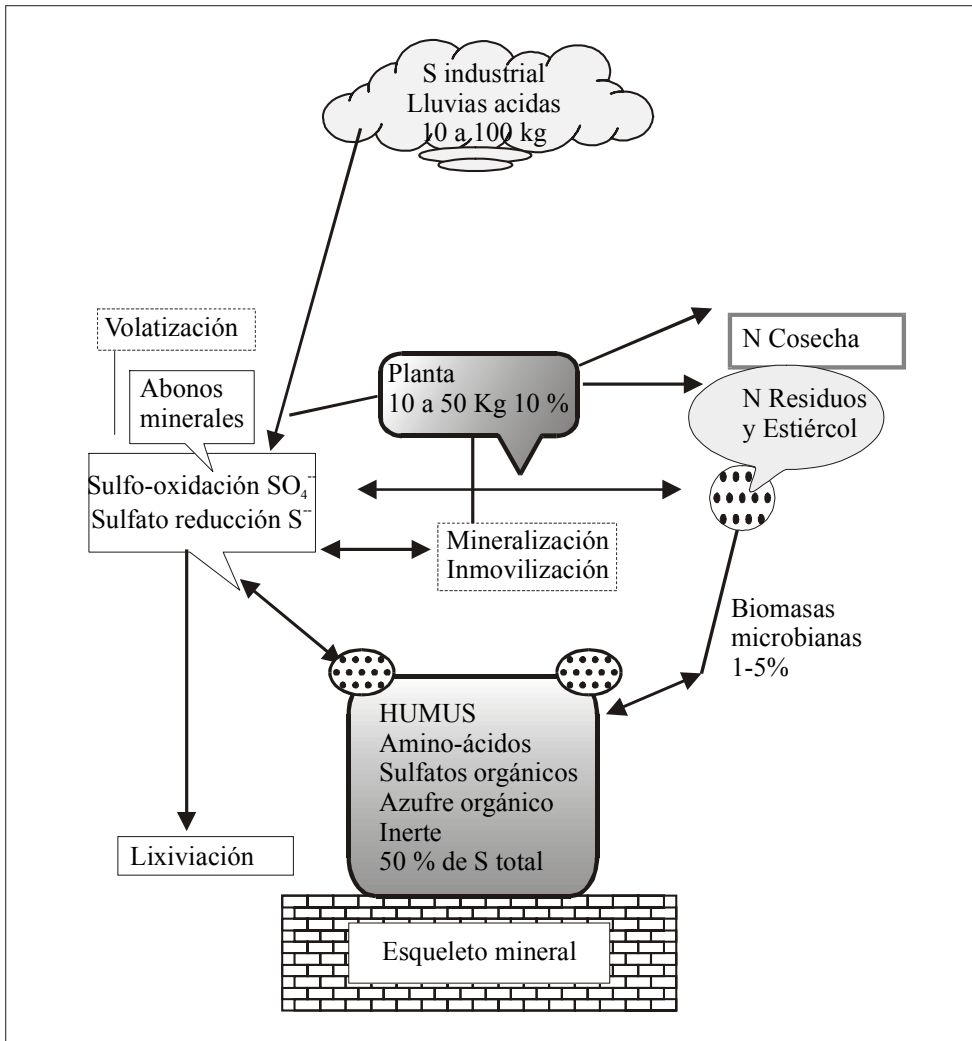 S industrial
Lluvias acidas
10 a 100 kg
Volatización
Abonos
minerales
Planta
10 a 50 Kg 10 %
N Cosecha
N Residuos
y Estiércol
Sulfo-oxidación SO₄⁻⁻
Sulfato reducción S⁻⁻
Mineralización
Inmovilización
Biomasas
microbianas
1-5%
HUMUS
Amino-ácidos
Sulfatos orgánicos
Azufre orgánico
Inerte
50 % de S total
Lixiviación
Esqueleto mineral